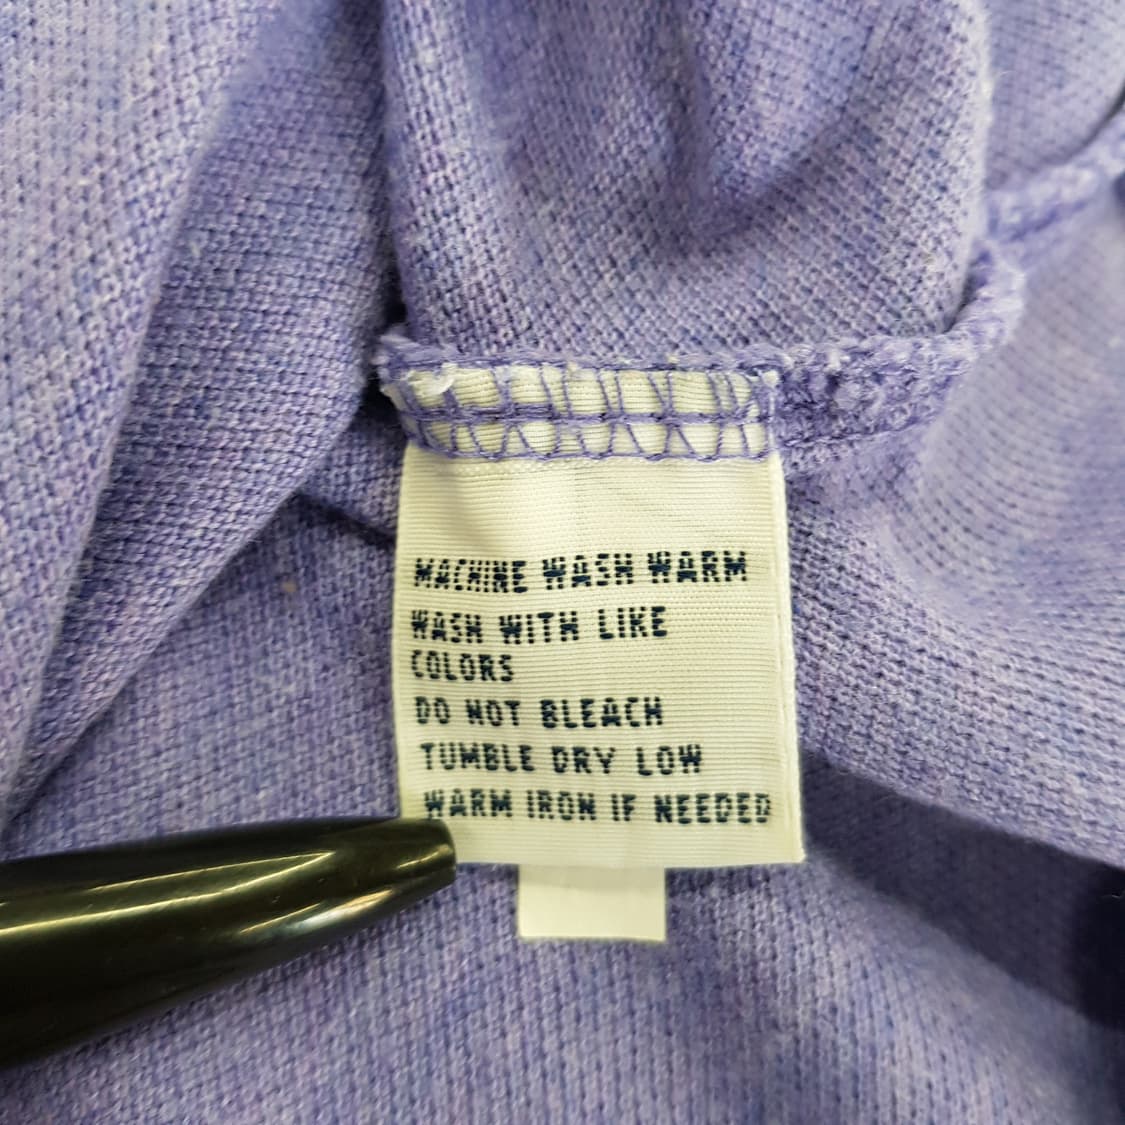 MACHINE WASH WARM
WASH WITH LIKE
COLORS
DO NOT BLEACH
TUMBLE DRY LOW
WARM IRON IF NEEDED